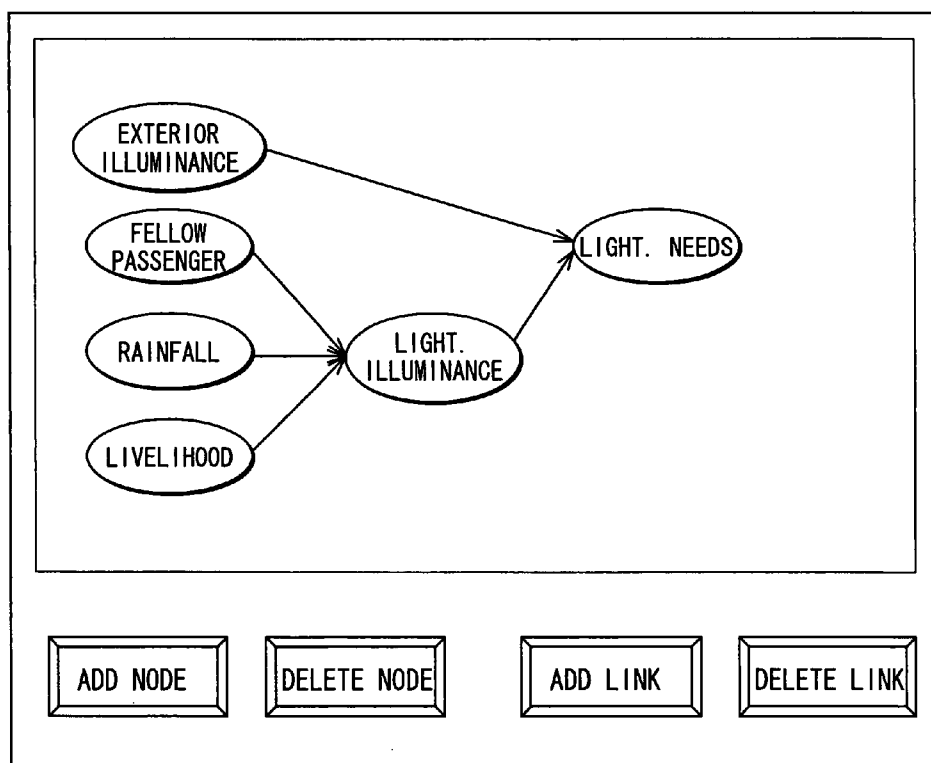 EXTERIOR
ILLUMINANCE
FELLOW
PASSENGER
LIGHT. NEEDS
RAINFALL
LIGHT.
ILLUMINANCE
LIVELIHOOD
ADD NODE
DELETE NODE
ADD LINK
DELETE LINK